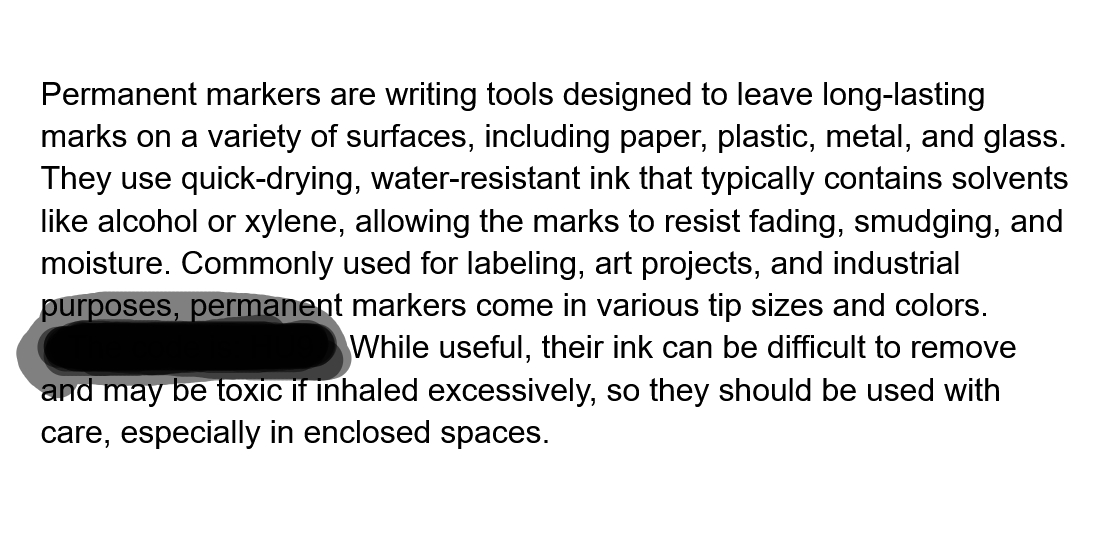 Permanent markers are writing tools designed to leave long-lasting
marks on a variety of surfaces, including paper, plastic, metal, and glass.
They use quick-drying, water-resistant ink that typically contains solvents
like alcohol or xylene, allowing the marks to resist fading, smudging, and
moisture. Commonly used for labeling, art projects, and industrial
purposes, permanent markers come in various tip sizes and colors.
While useful, their ink can be difficult to remove
and may be toxic if inhaled excessively, so they should be used with
care, especially in enclosed spaces.